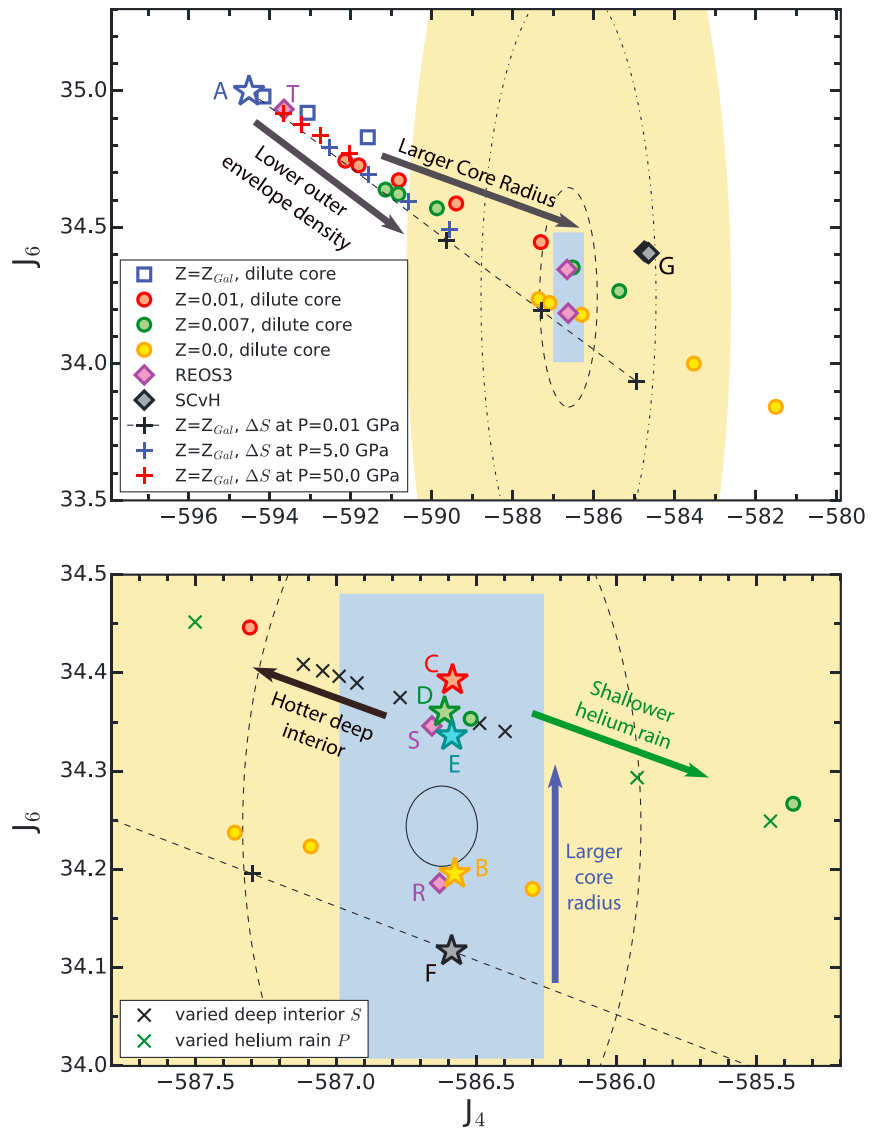 35.0
34.5
34.0
33.5
J6
A
T
G
Lower outer
envelope density
Larger Core Radius
Z=Z_Gal, dilute core
Z=0.01, dilute core
Z=0.007, dilute core
Z=0.0, dilute core
REOS3
SCvH
Z=Z_Gal, ΔS at P=0.01 GPa
Z=Z_Gal, ΔS at P=5.0 GPa
Z=Z_Gal, ΔS at P=50.0 GPa
−596 −594 −592 −590 −588 −586 −584 −582 −580
34.5
34.4
34.3
34.2
34.1
34.0
J6
C
D
S
E
B
R
F
Hotter deep
interior
Shallower
helium rain
Larger
core
radius
varied deep interior S
varied helium rain P
−587.5 −587.0 −586.5 −586.0 −585.5
J4